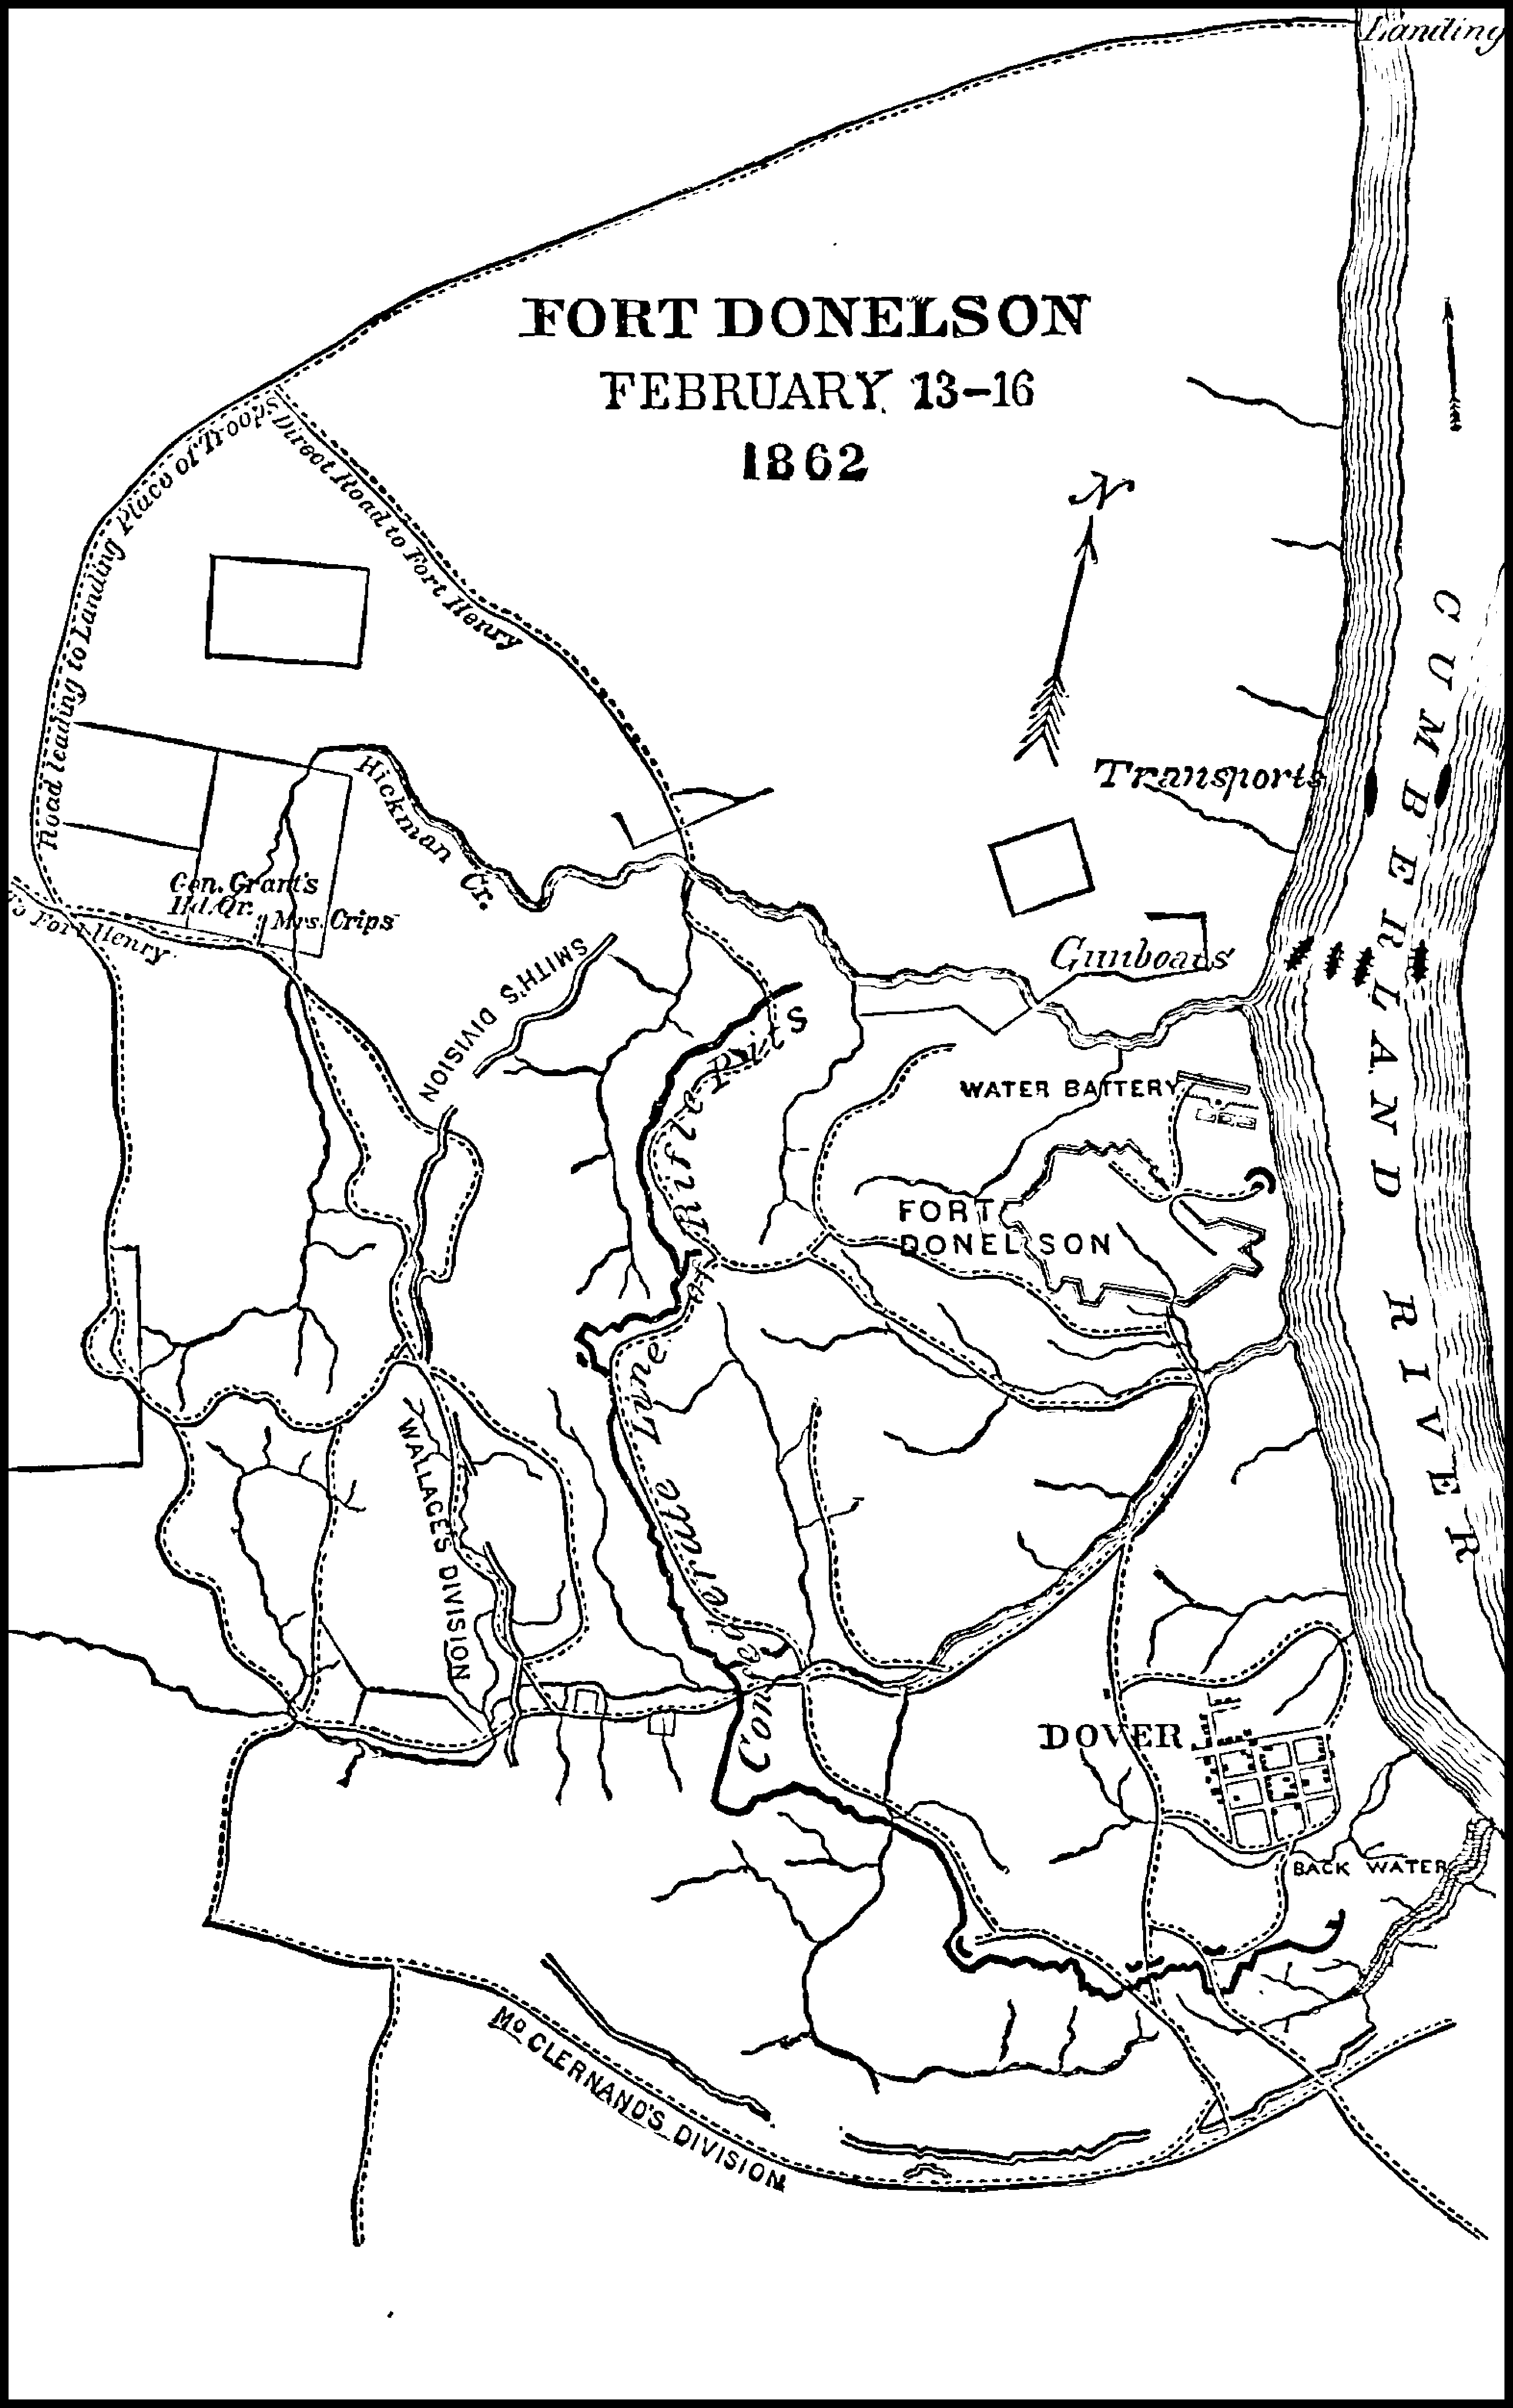 Landing
FORT DONELSON
FEBRUARY 13-16
1862
N
Road leading to Landing Place of Troops
Direct Road to Fort Henry
CUMBERLAND RIVER
Transports
Hickman Cr.
Gen. Grant's
Hd. Qr.
Mrs. Crips
To Fort Henry
Gunboats
SMITH'S DIVISION
WATER BATTERY
FORT
DONELSON
Confederate Line of Rifle Pits
WALLACE'S DIVISION
DOVER
BACK WATER
McCLERNAND'S DIVISION